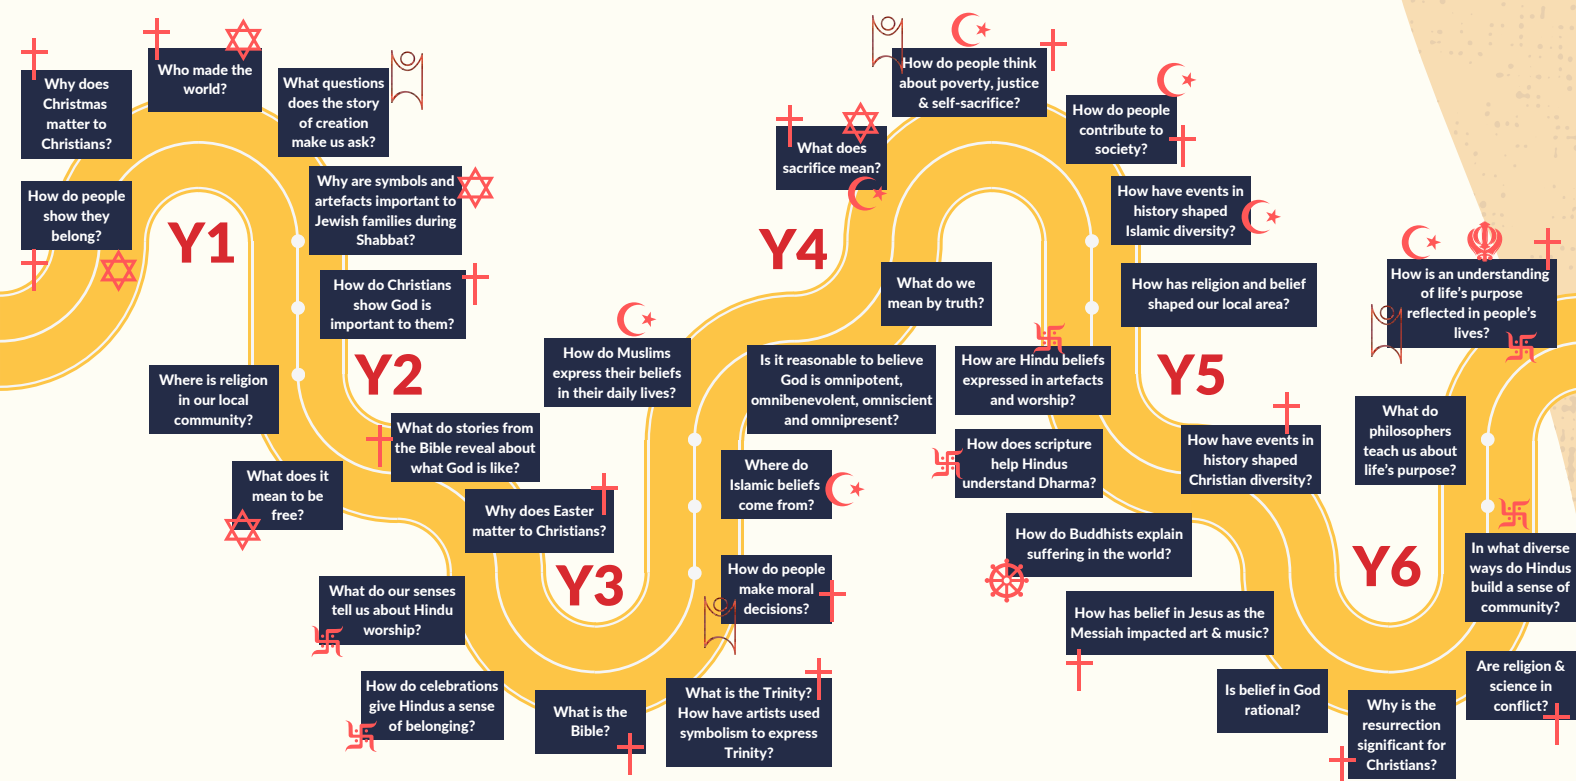 Why does
Christmas
matter to
Christians?
Who made the
world?
What questions
does the story
of creation
make us ask?
How do people
show they
belong?
Y1
Why are symbols and
artefacts important to
Jewish families during
Shabbat?
How do Christians
show God is
important to them?
Y2
Where is religion
in our local
community?
What do stories from
the Bible reveal about
what God is like?
What does it
mean to be
free?
Why does Easter
matter to Christians?
Y3
What do our senses
tell us about Hindu
worship?
How do celebrations
give Hindus a sense
of belonging?
What is the
Bible?
What is the Trinity?
How have artists used
symbolism to express
Trinity?
How do people
make moral
decisions?
Where do
Islamic beliefs
come from?
How do Muslims
express their beliefs
in their daily lives?
Is it reasonable to believe
God is omnipotent,
omnibenevolent, omniscient
and omnipresent?
What do we
mean by truth?
Y4
What does
sacrifice mean?
How do people think
about poverty, justice
& self-sacrifice?
How do people
contribute to
society?
How have events in
history shaped
Islamic diversity?
How has religion and belief
shaped our local area?
How are Hindu beliefs
expressed in artefacts
and worship?
Y5
How does scripture
help Hindus
understand Dharma?
How have events in
history shaped
Christian diversity?
How do Buddhists explain
suffering in the world?
Y6
How has belief in Jesus as the
Messiah impacted art & music?
Is belief in God
rational?
Why is the
resurrection
significant for
Christians?
Are religion &
science in
conflict?
In what diverse
ways do Hindus
build a sense of
community?
What do
philosophers
teach us about
life's purpose?
How is an understanding
of life's purpose
reflected in people's
lives?